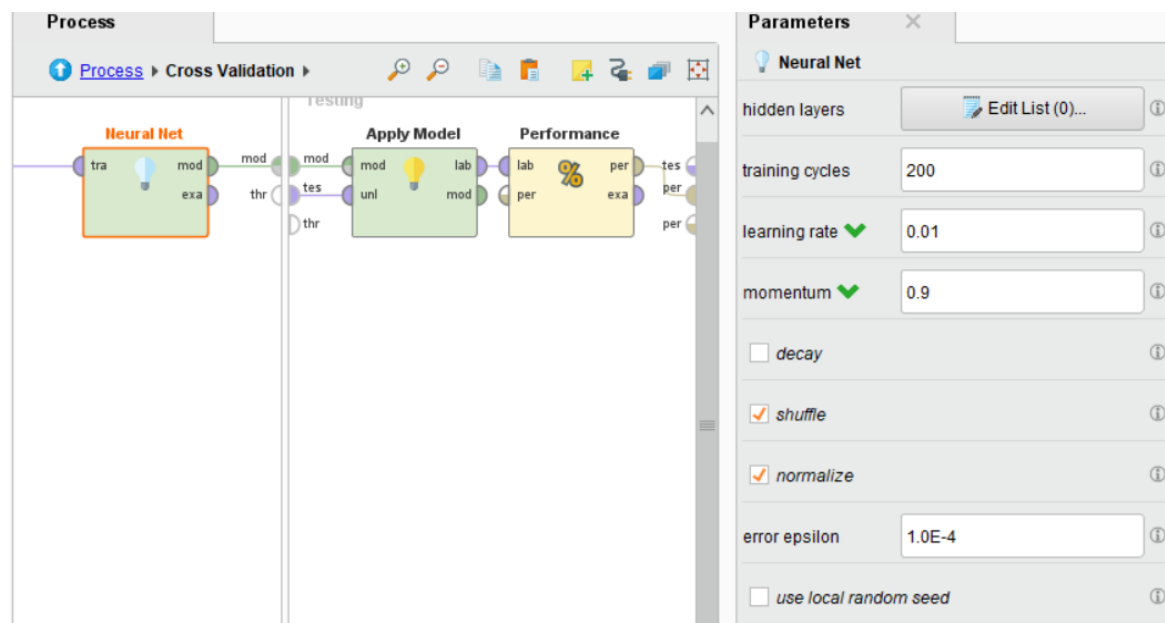 Process
Parameters
Process ▸ Cross Validation ▸
Neural Net
Testing
hidden layers
Edit List (0)...
Neural Net
Apply Model
Performance
tra
mod
exa
mod
thr
mod
tes
thr
mod
unl
lab
mod
lab
per
%
per
exa
tes
per
per
training cycles
200
learning rate
0.01
momentum
0.9
decay
shuffle
normalize
error epsilon
1.0E-4
use local random seed